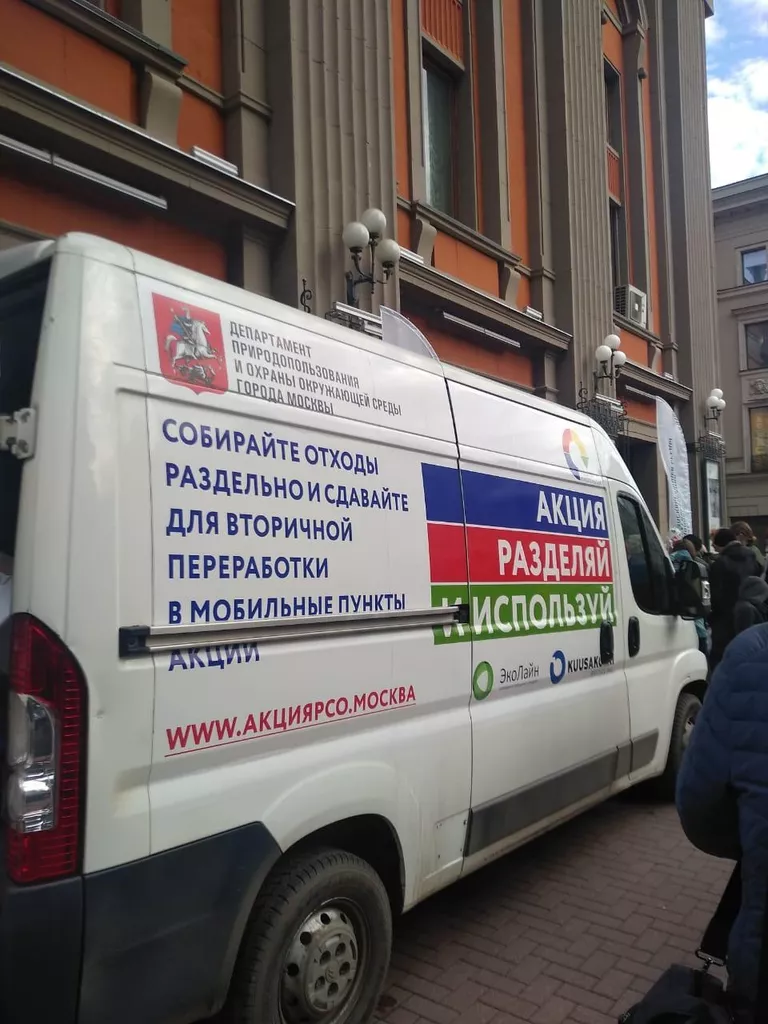 ДЕПАРТАМЕНТ
ПРИРОДОПОЛЬЗОВАНИЯ
И ОХРАНЫ ОКРУЖАЮЩЕЙ СРЕДЫ
ГОРОДА МОСКВЫ
СОБИРАЙТЕ ОТХОДЫ
РАЗДЕЛЬНО И СДАВАЙТЕ
ДЛЯ ВТОРИЧНОЙ
ПЕРЕРАБОТКИ
В МОБИЛЬНЫЕ ПУНКТЫ
АКЦИИ
WWW.АКЦИЯРСО.МОСКВА
АКЦИЯ
РАЗДЕЛЯЙ
И ИСПОЛЬЗУЙ
ЭкоЛайн